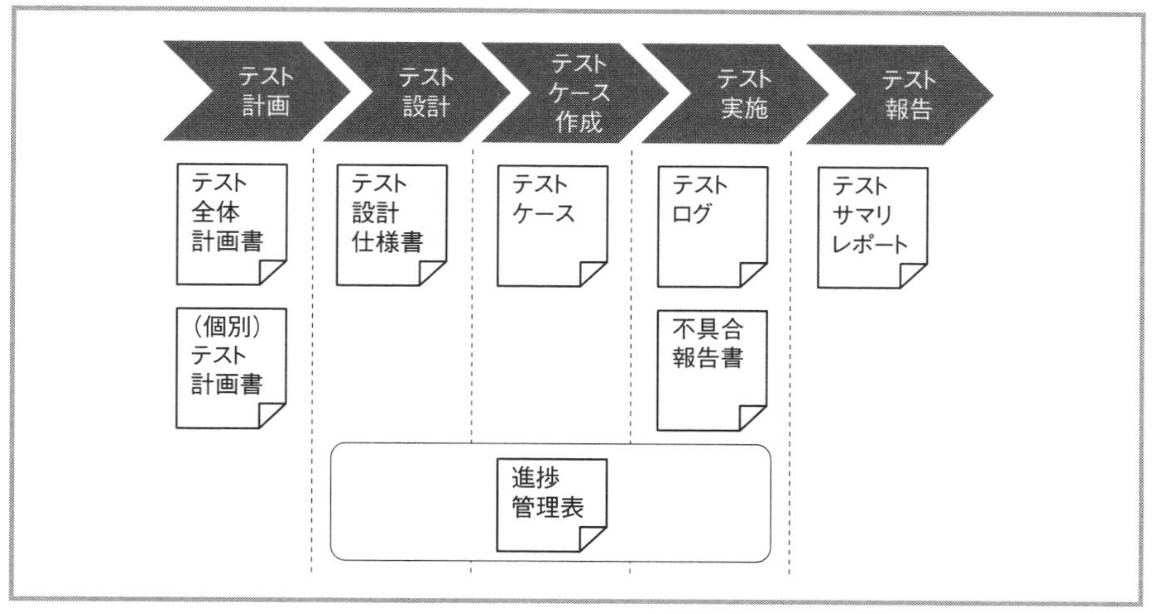 テスト
計画
テスト
設計
テスト
ケース
作成
テスト
実施
テスト
報告
テスト
全体
計画書
テスト
設計
仕様書
テスト
ケース
テスト
ログ
テスト
サマリ
レポート
（個別）
テスト
計画書
不具合
報告書
進捗
管理表